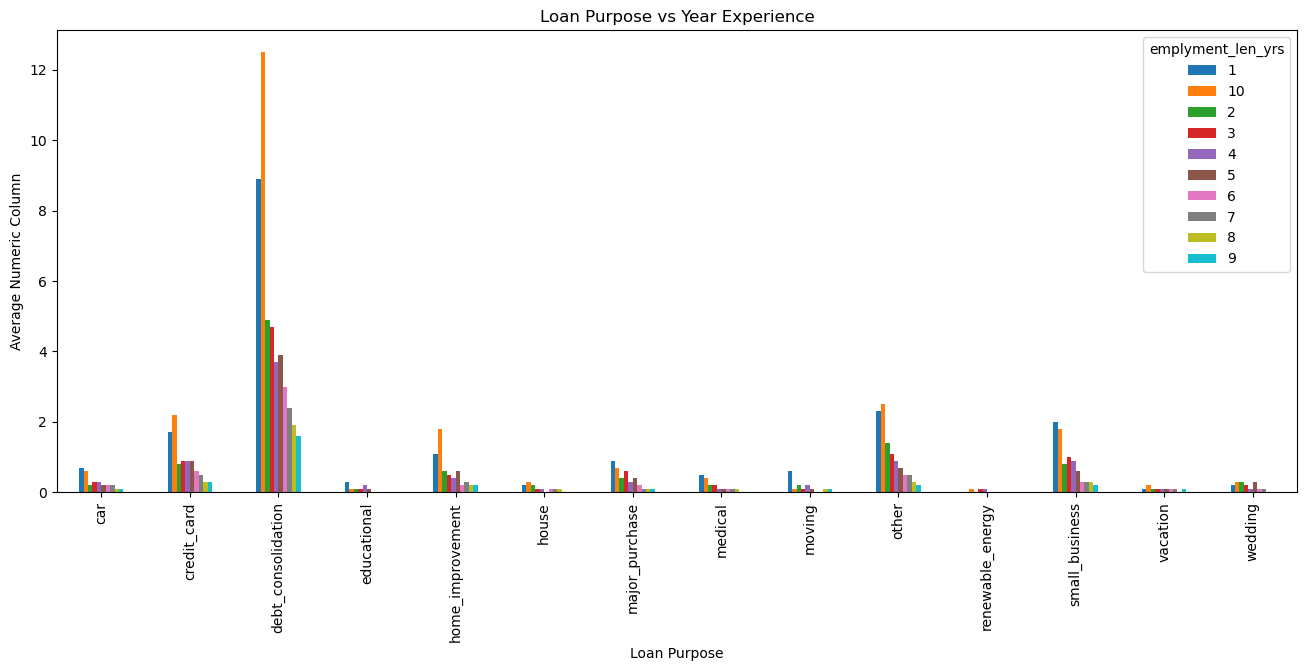 Loan Purpose vs Year Experience
emplyment_len_yrs
1
10
2
3
4
5
6
7
8
9
Average Numeric Column
12
10
8
6
4
2
0
car
credit_card
debt_consolidation
educational
home_improvement
house
major_purchase
medical
moving
other
renewable_energy
small_business
vacation
wedding
Loan Purpose